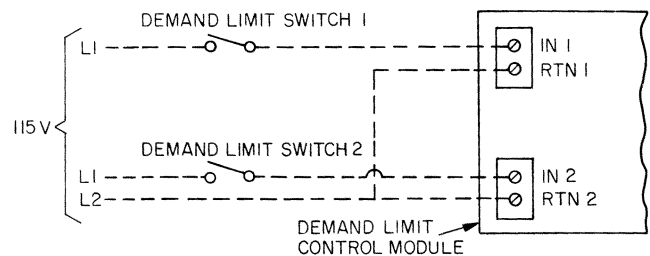 DEMAND LIMIT SWITCH 1
L1
IN 1
RTN 1
115V
DEMAND LIMIT SWITCH 2
L1
IN 2
L2
RTN 2
DEMAND LIMIT
CONTROL MODULE